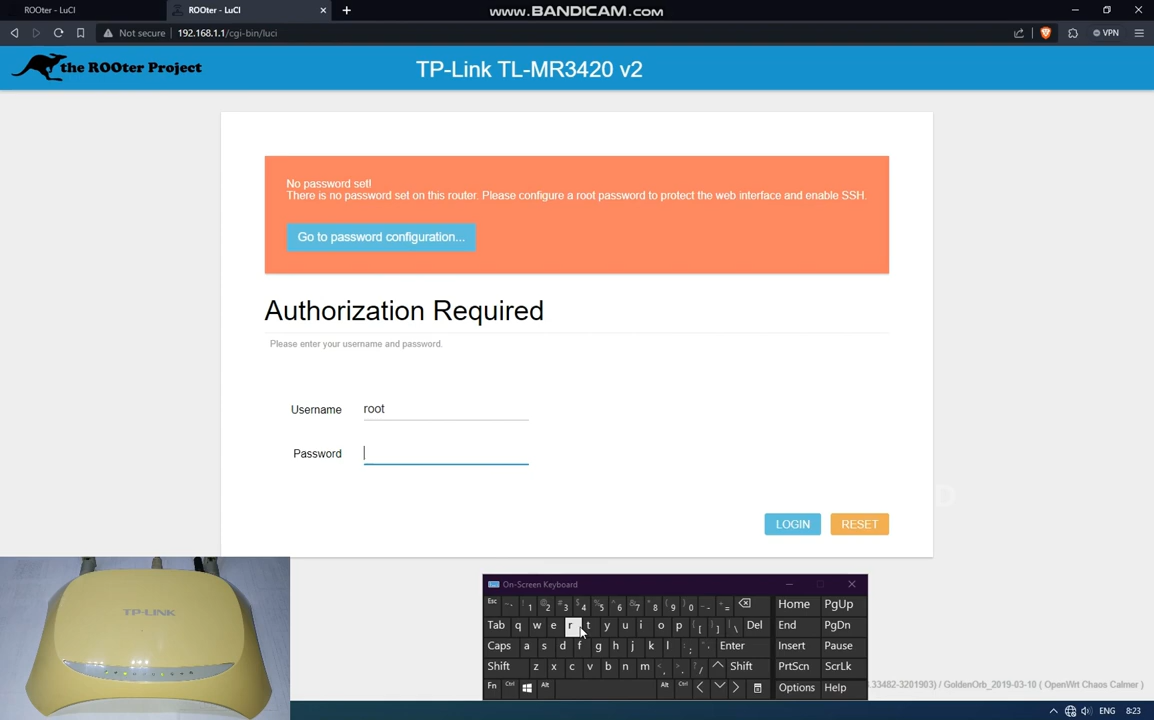 ROOter - LuCI
ROOter - LuCI
www.BANDICAM.com
Not secure
192.168.1.1/cgi-bin/luci
VPN
the ROOter Project
TP-Link TL-MR3420 v2
No password set!
There is no password set on this router. Please configure a root password to protect the web interface and enable SSH.
Go to password configuration...
Authorization Required
Please enter your username and password.
Username root
Password
LOGIN RESET
TP-LINK
On-Screen Keyboard
Esc ~ ` ! 1 @ 2 # 3 $ 4 % 5 ^ 6 & 7 * 8 ( 9 ) 0 _ - + = Home PgUp
Tab q w e r t y u i o p { [ } ] | \ Del End PgDn
Caps a s d f g h j k l : ; " ' Enter Insert Pause
Shift z x c v b n m < , > . ? / Shift PrtScn ScrLk
Fn Ctrl Alt Alt Ctrl Options Help
.33482-3201903) / GoldenOrb_2019-03-10 ( OpenWrt Chaos Calmer )
ENG 8:23